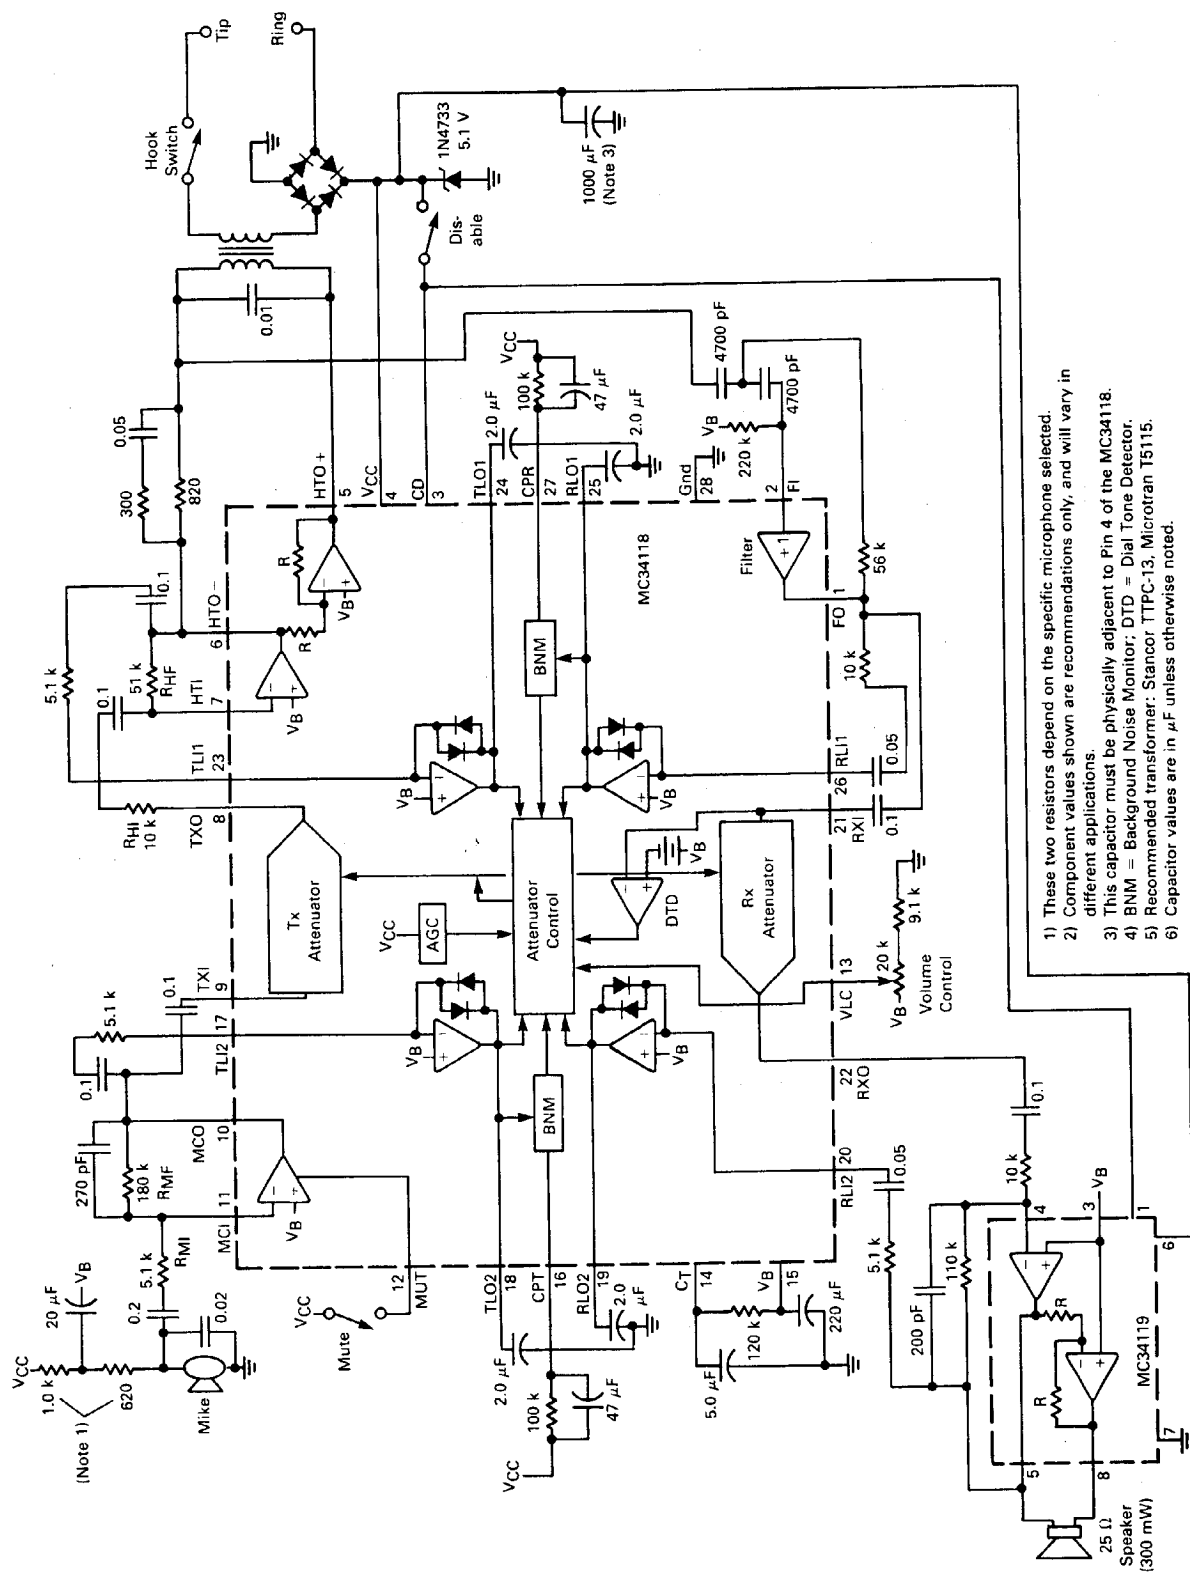 VCC
1.0 k
(Note 1)
620
20 µF
VB
0.2
0.02
Mike
5.1 k
RMI
270 pF
180 k
RMF
MCI
11
MCO
10
0.1
5.1 k
TLI2
17
0.1
TXI
9
RHI
10 k
TXO
8
5.1 k
TLI1
23
0.1
HTI
7
51 k
RHF
0.1
HTO −
6
300
820
0.05
HTO +
5
0.01
Hook
Switch
Tip
Ring
VCC
4
CD
3
Dis-
able
1N4733
5.1 V
1000 µF
(Note 3)
VCC
Mute
12
MUT
VB
Tx
Attenuator
VB
R
R
VB
VB
VCC
AGC
VB
TLO1
24
2.0 µF
CPR
27
VCC
100 k
47 µF
RLO1
25
2.0 µF
BNM
MC34118
Gnd
28
VB
220 k
2
FI
4700 pF
4700 pF
TLO2
18
2.0 µF
CPT
16
VCC
100 k
47 µF
RLO2
19
2.0
µF
BNM
Attenuator
Control
VB
VB
DTD
VB
Rx
Attenuator
Filter
+1
1
FO
56 k
10 k
CT
14
VB
15
5.0 µF
120 k
220 µF
20
RLI2
0.05
5.1 k
22
RXO
0.1
10 k
VLC
13
VB
20 k
9.1 k
Volume
Control
21
RXI
0.1
26
RLI1
0.05
200 pF
110 k
4
3
VB
1
6
5
8
7
R
R
MC34119
25 Ω
Speaker
(300 mW)
1) These two resistors depend on the specific microphone selected.
2) Component values shown are recommendations only, and will vary in
different applications.
3) This capacitor must be physically adjacent to Pin 4 of the MC34118.
4) BNM = Background Noise Monitor; DTD = Dial Tone Detector.
5) Recommended transformer: Stancor TTPC-13, Microtran T5115.
6) Capacitor values are in µF unless otherwise noted.